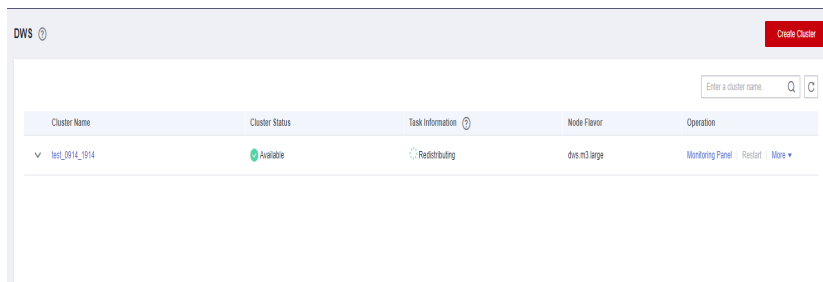 DWS ?
Create Cluster
Enter a cluster name.
Cluster Name Cluster Status Task Information ? Node Flavor Operation
test_0914_1914 Available Redistributing dws.m3.large Monitoring Panel | Restart | More